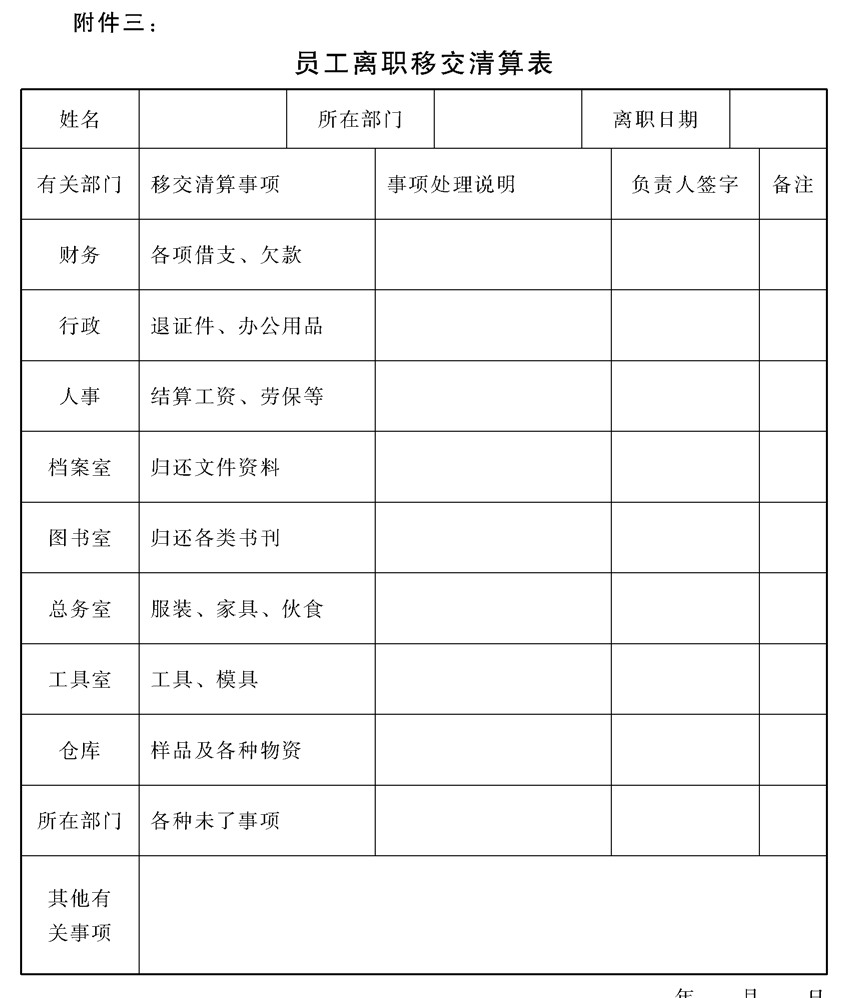 附件三：
员工离职移交清算表
姓名 所在部门 离职日期
有关部门 移交清算事项 事项处理说明 负责人签字 备注
财务 各项借支、欠款
行政 退证件、办公用品
人事 结算工资、劳保等
档案室 归还文件资料
图书室 归还各类书刊
总务室 服装、家具、伙食
工具室 工具、模具
仓库 样品及各种物资
所在部门 各种未了事项
其他有
关事项
年 月 日